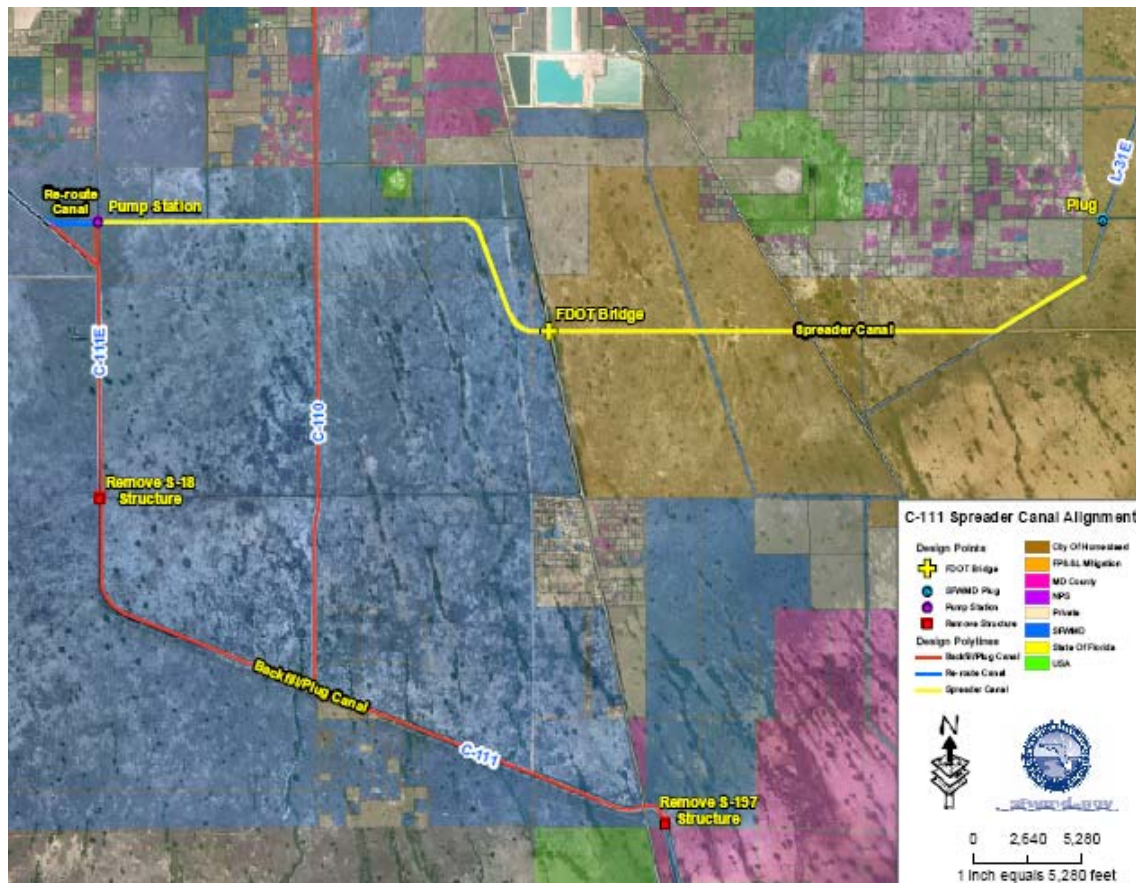 L-31E
Re-route
Canal
Pump Station
Plug
FDOT Bridge
Spreader Canal
C-111E
C-110
Remove S-18
Structure
Backfill/Plug Canal
C-111
Remove S-197
Structure
C-111 Spreader Canal Alignment
Design Points
FDOT Bridge
SFWMD Plug
Pump Station
Remove Structure
Design Polylines
Backfill/Plug Canal
Re-route Canal
Spreader Canal
City Of Homestead
FP&L Mitigation
MD County
NPS
Private
SFWMD
State Of Florida
USA
N
sfwmd.gov
0 2,640 5,280
1 inch equals 5,280 feet